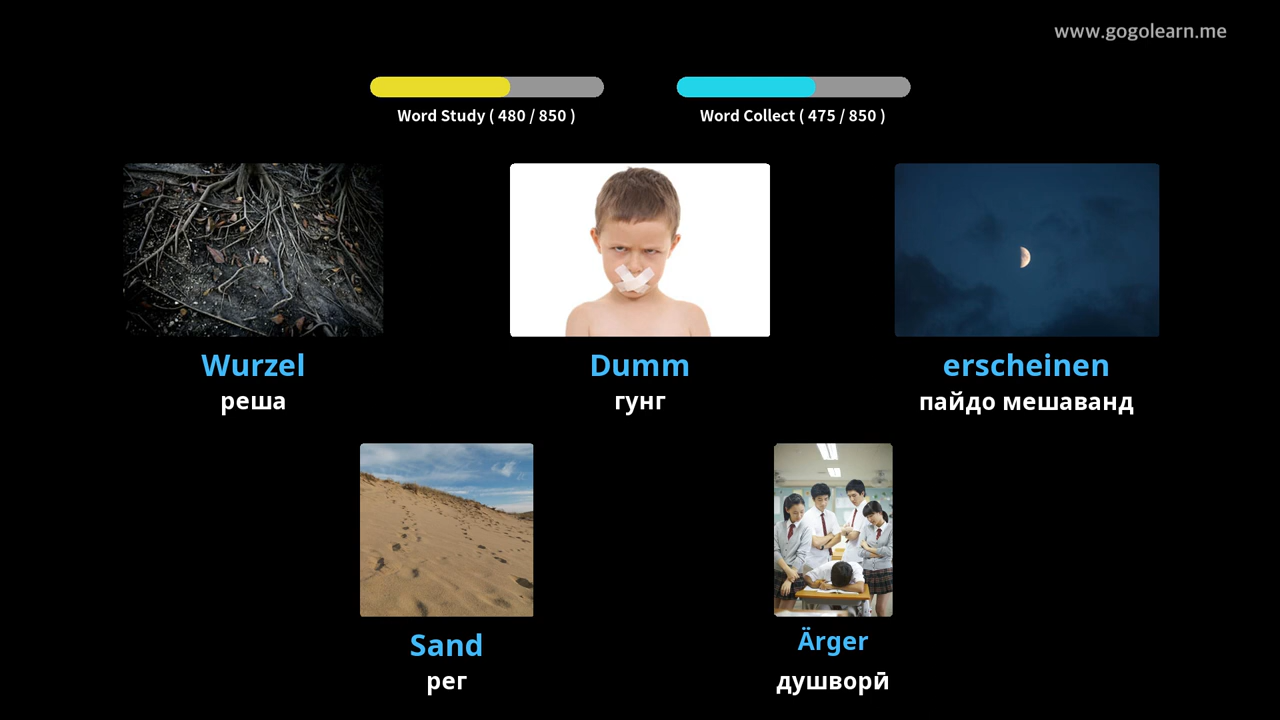 www.gogolearn.me
Word Study ( 480 / 850 )
Word Collect ( 475 / 850 )
Wurzel
реша
Dumm
гунг
erscheinen
пайдо мешаванд
Sand
рег
Ärger
душворӣ